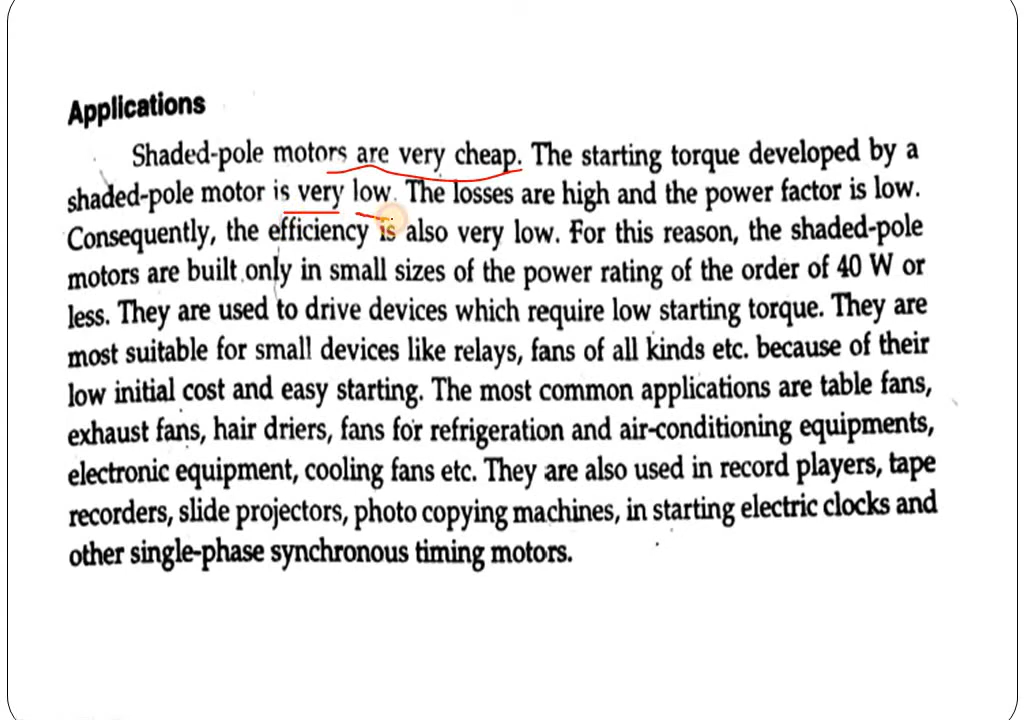 Applications
Shaded-pole motors are very cheap. The starting torque developed by a
shaded-pole motor is very low. The losses are high and the power factor is low.
Consequently, the efficiency is also very low. For this reason, the shaded-pole
motors are built only in small sizes of the power rating of the order of 40 W or
less. They are used to drive devices which require low starting torque. They are
most suitable for small devices like relays, fans of all kinds etc. because of their
low initial cost and easy starting. The most common applications are table fans,
exhaust fans, hair driers, fans for refrigeration and air-conditioning equipments,
electronic equipment, cooling fans etc. They are also used in record players, tape
recorders, slide projectors, photo copying machines, in starting electric clocks and
other single-phase synchronous timing motors.